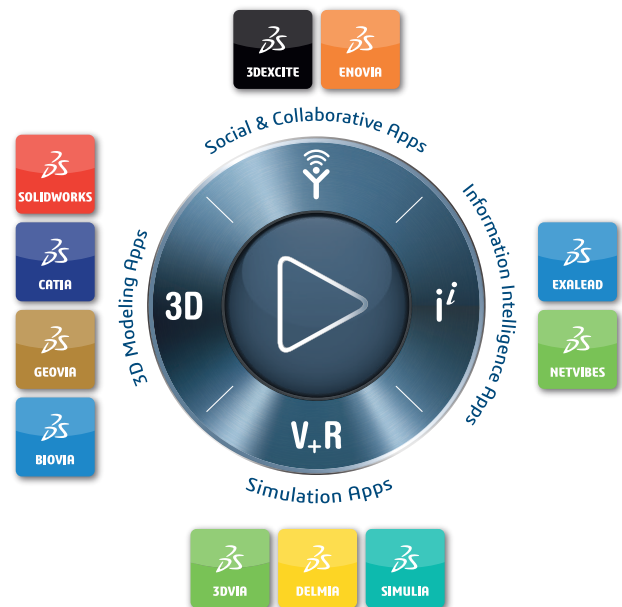 3DEXCITE
ENOVIA
Social & Collaborative Apps
SOLIDWORKS
CATIA
GEOVIA
BIOVIA
3D Modeling Apps
3D
i i
Information Intelligence Apps
EXALEAD
NETVIBES
V+R
Simulation Apps
3DVIA
DELMIA
SIMULIA